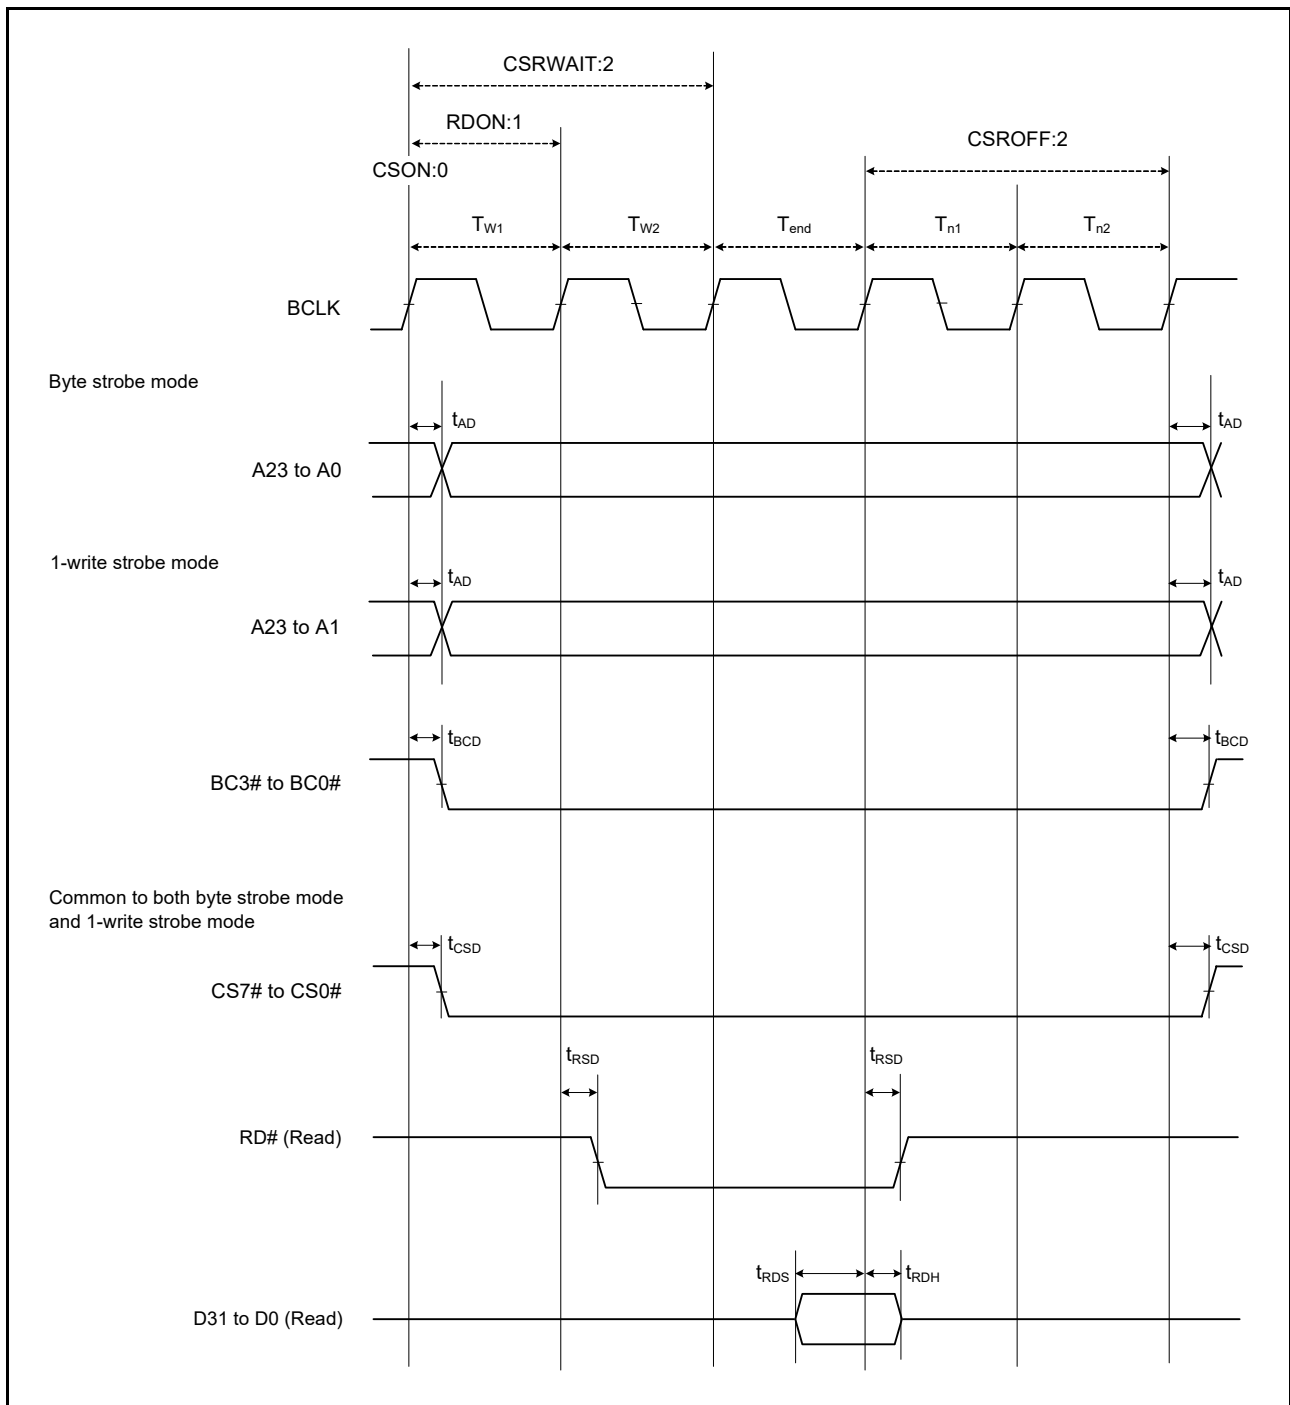 CSRWAIT:2
RDON:1
CSROFF:2
CSON:0
TW1 TW2 Tend Tn1 Tn2
BCLK
Byte strobe mode
tAD tAD
A23 to A0
1-write strobe mode
tAD tAD
A23 to A1
tBCD tBCD
BC3# to BC0#
Common to both byte strobe mode
and 1-write strobe mode
tCSD tCSD
CS7# to CS0#
tRSD tRSD
RD# (Read)
tRDS tRDH
D31 to D0 (Read)